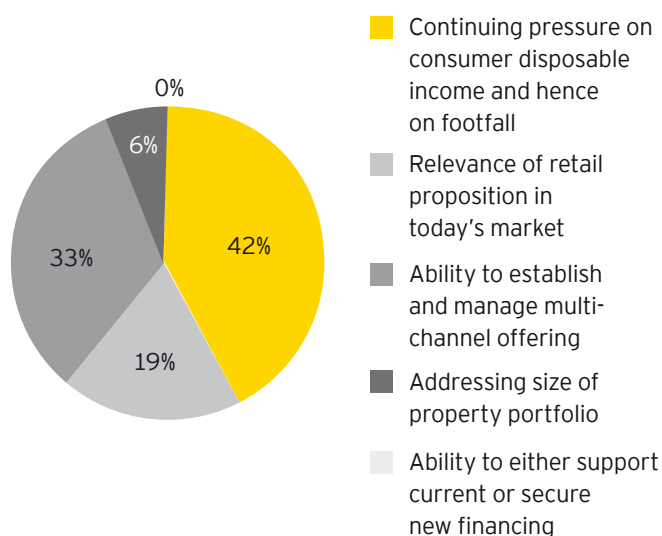 0%
6%
42%
33%
19%
Continuing pressure on
consumer disposable
income and hence
on footfall
Relevance of retail
proposition in
today’s market
Ability to establish
and manage multi-
channel offering
Addressing size of
property portfolio
Ability to either support
current or secure
new financing